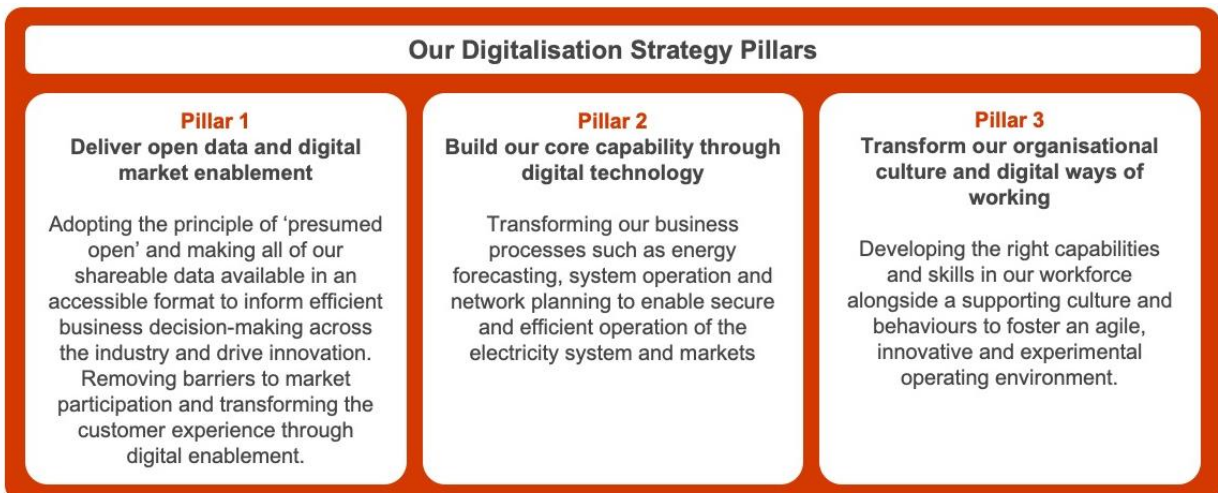 Our Digitalisation Strategy Pillars
Pillar 1
Deliver open data and digital
market enablement
Adopting the principle of ‘presumed
open’ and making all of our
shareable data available in an
accessible format to inform efficient
business decision-making across
the industry and drive innovation.
Removing barriers to market
participation and transforming the
customer experience through
digital enablement.
Pillar 2
Build our core capability through
digital technology
Transforming our business
processes such as energy
forecasting, system operation and
network planning to enable secure
and efficient operation of the
electricity system and markets
Pillar 3
Transform our organisational
culture and digital ways of
working
Developing the right capabilities
and skills in our workforce
alongside a supporting culture and
behaviours to foster an agile,
innovative and experimental
operating environment.